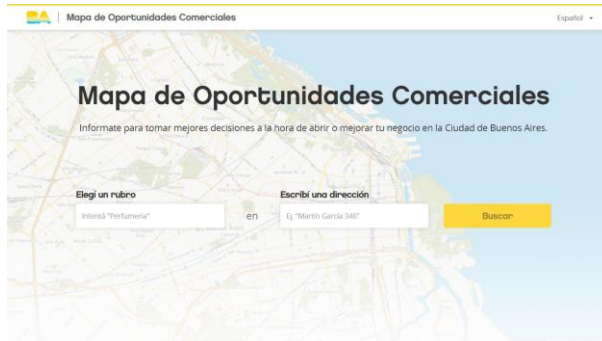 BA
Mapa de Oportunidades Comerciales
Español
Mapa de Oportunidades Comerciales
Informate para tomar mejores decisiones a la hora de abrir o mejorar tu negocio en la Ciudad de Buenos Aires.
Elegí un rubro
Escribí una dirección
Intentá "Perfumería"
en
Ej. "Martín García 346"
Buscar